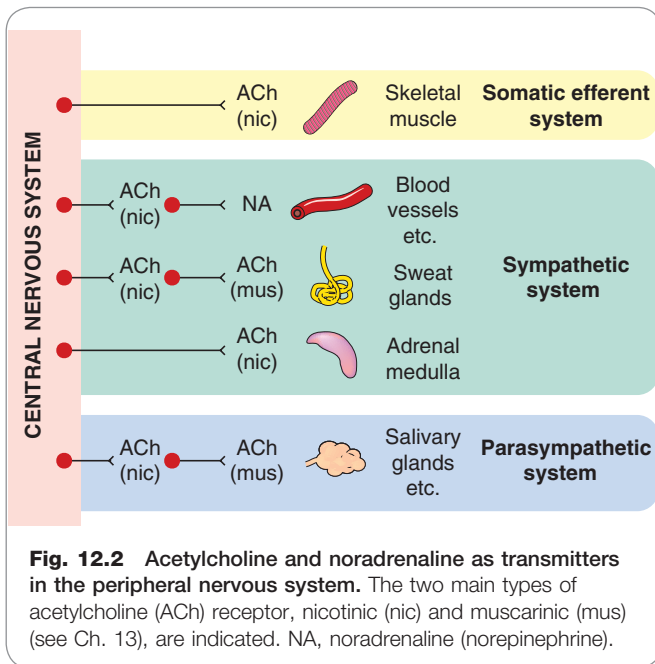 CENTRAL NERVOUS SYSTEM
ACh
(nic)
Skeletal
muscle
Somatic efferent
system
ACh
(nic)
NA
Blood
vessels
etc.
ACh
(nic)
ACh
(mus)
Sweat
glands
Sympathetic
system
ACh
(nic)
Adrenal
medulla
ACh
(nic)
ACh
(mus)
Salivary
glands
etc.
Parasympathetic
system
Fig. 12.2 Acetylcholine and noradrenaline as transmitters
in the peripheral nervous system. The two main types of
acetylcholine (ACh) receptor, nicotinic (nic) and muscarinic (mus)
(see Ch. 13), are indicated. NA, noradrenaline (norepinephrine).